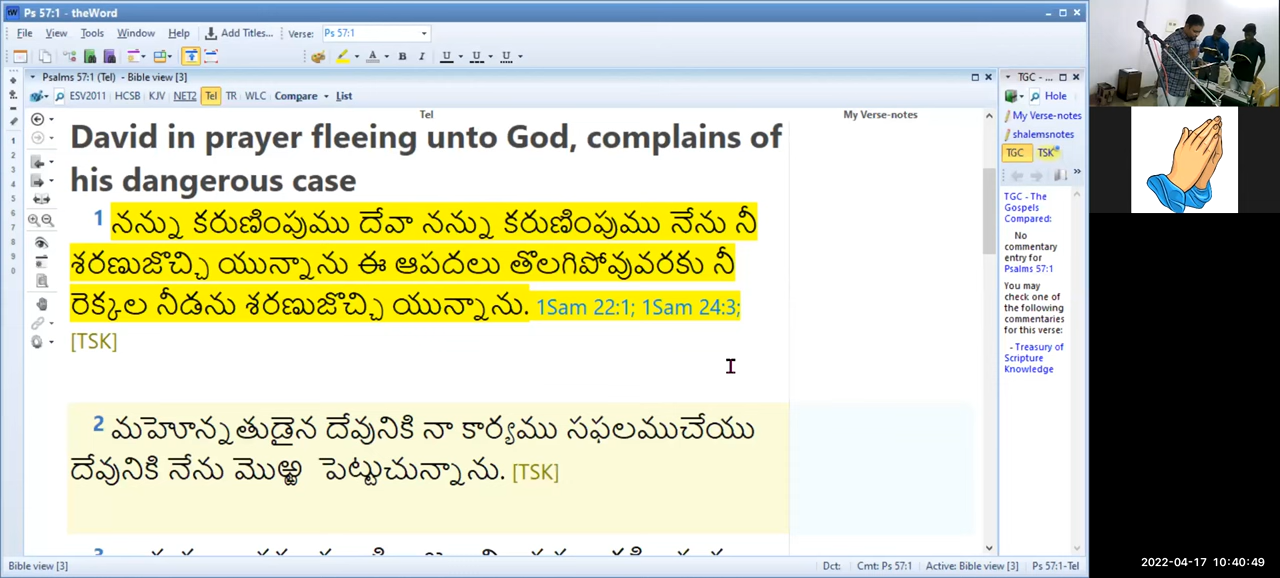 Ps 57:1 - theWord
File View Tools Window Help Add Titles... Verse: Ps 57:1
Psalms 57:1 (Tel) - Bible view [3]
TGC - ...
ESV2011 HCSB KJV NET2 Tel TR WLC Compare List
Hole
Tel
My Verse-notes
My Verse-notes
shalemsnotes
TGC TSK
David in prayer fleeing unto God, complains of
his dangerous case
1 నన్ను కరుణింపుము దేవా నన్ను కరుణింపుము నేను నీ
శరణుజొచ్చి యున్నాను ఈ ఆపదలు తొలగిపోవువరకు నీ
రెక్కల నీడను శరణుజొచ్చి యున్నాను. 1Sam 22:1; 1Sam 24:3;
[TSK]
2 మహోన్నతుడైన దేవునికి నా కార్యము సఫలముచేయు
దేవునికి నేను మొఱ్ఱ పెట్టుచున్నాను. [TSK]
TGC - The
Gospels
Compared:
No
commentary
entry for
Psalms 57:1
You may
check one of
the following
commentaries
for this verse:
- Treasury of
Scripture
Knowledge
Bible view [3] Dct: Cmt: Ps 57:1 Active: Bible view [3] Ps 57:1-Tel
2022-04-17 10:40:49